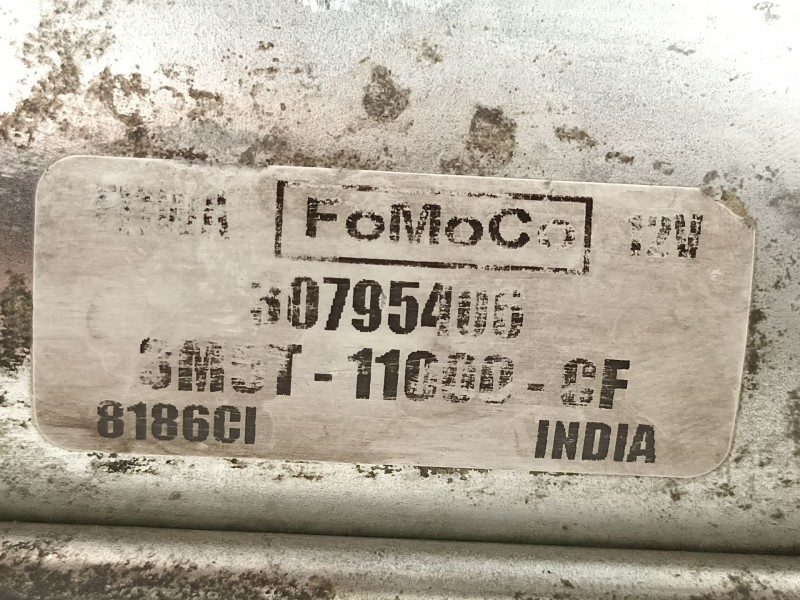 FoMoCo 12V
30795406
3M5T-11000-CF
8186CI INDIA